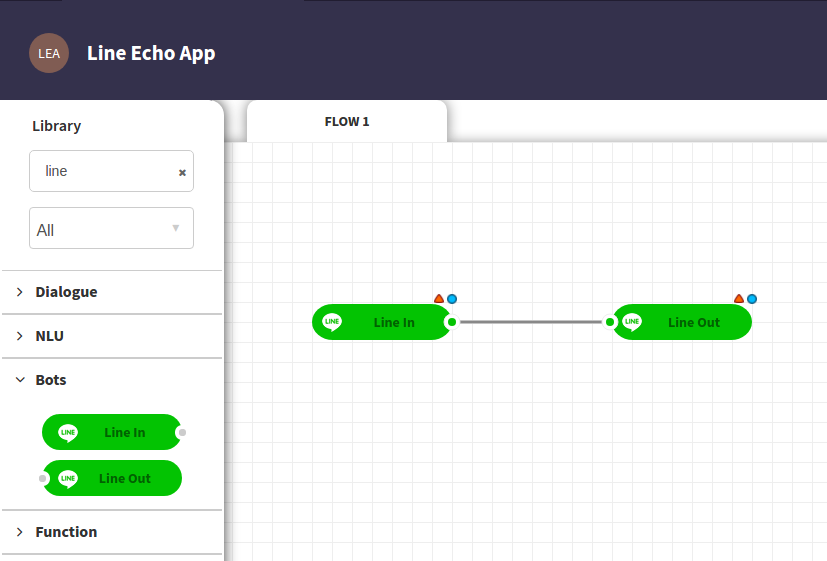 LEA
Line Echo App
Library
line
All
Dialogue
NLU
Bots
LINE
Line In
LINE
Line Out
Function
FLOW 1
LINE
Line In
LINE
Line Out